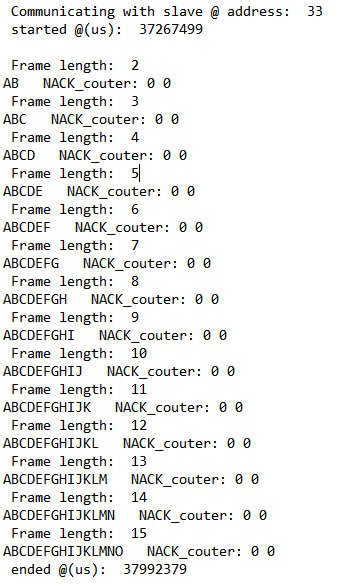 Communicating with slave @ address:  33
started @(us):  37267499

Frame length:  2
AB   NACK_couter: 0 0
Frame length:  3
ABC   NACK_couter: 0 0
Frame length:  4
ABCD   NACK_couter: 0 0
Frame length:  5
ABCDE   NACK_couter: 0 0
Frame length:  6
ABCDEF   NACK_couter: 0 0
Frame length:  7
ABCDEFG   NACK_couter: 0 0
Frame length:  8
ABCDEFGH   NACK_couter: 0 0
Frame length:  9
ABCDEFGHI   NACK_couter: 0 0
Frame length:  10
ABCDEFGHIJ   NACK_couter: 0 0
Frame length:  11
ABCDEFGHIJK   NACK_couter: 0 0
Frame length:  12
ABCDEFGHIJKL   NACK_couter: 0 0
Frame length:  13
ABCDEFGHIJKLM   NACK_couter: 0 0
Frame length:  14
ABCDEFGHIJKLMN   NACK_couter: 0 0
Frame length:  15
ABCDEFGHIJKLMNO   NACK_couter: 0 0
ended @(us):  37992379